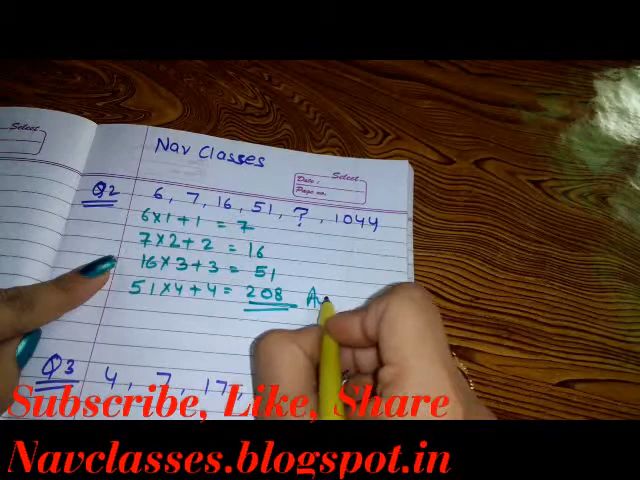 Select
Nav Classes
Select
Date :
Page no.
Q2 6, 7, 16, 51, ?, 1044
6×1+1 = 7
7×2+2 = 16
16×3+3 = 51
51×4+4 = 208
Q3 4, 7, 17,
Subscribe, Like, Share
Navclasses.blogspot.in